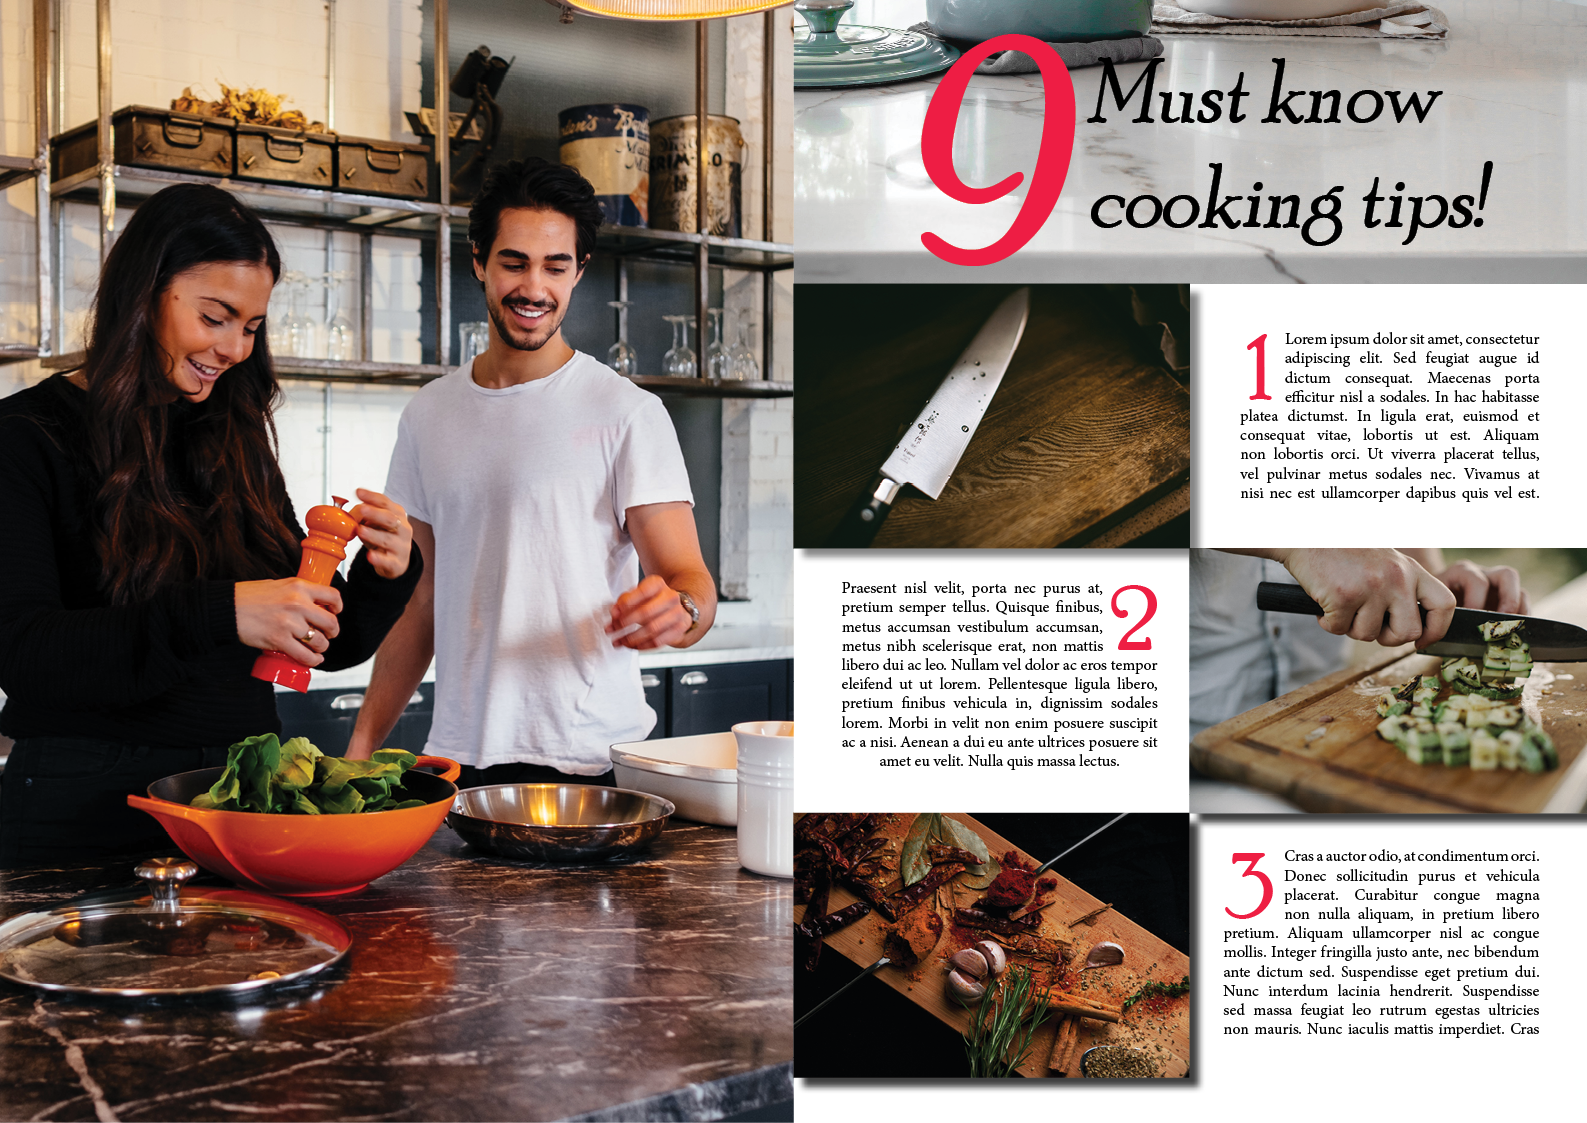 9
Must know
cooking tips!
1
Lorem ipsum dolor sit amet, consectetur
adipiscing elit. Sed feugiat augue id
dictum consequat. Maecenas porta
efficitur nisl a sodales. In hac habitasse
platea dictumst. In ligula erat, euismod et
consequat vitae, lobortis ut est. Aliquam
non lobortis orci. Ut viverra placerat tellus,
vel pulvinar metus sodales nec. Vivamus at
nisi nec est ullamcorper dapibus quis vel est.
2
Praesent nisl velit, porta nec purus at,
pretium semper tellus. Quisque finibus,
metus accumsan vestibulum accumsan,
metus nibh scelerisque erat, non mattis
libero dui ac leo. Nullam vel dolor ac eros tempor
eleifend ut ut lorem. Pellentesque ligula libero,
pretium finibus vehicula in, dignissim sodales
lorem. Morbi in velit non enim posuere suscipit
ac a nisi. Aenean a dui eu ante ultrices posuere sit
amet eu velit. Nulla quis massa lectus.
3
Cras a auctor odio, at condimentum orci.
Donec sollicitudin purus et vehicula
placerat. Curabitur congue magna
non nulla aliquam, in pretium libero
pretium. Aliquam ullamcorper nisl ac congue
mollis. Integer fringilla justo ante, nec bibendum
ante dictum sed. Suspendisse eget pretium dui.
Nunc interdum lacinia hendrerit. Suspendisse
sed massa feugiat leo rutrum egestas ultricies
non mauris. Nunc iaculis mattis imperdiet. Cras